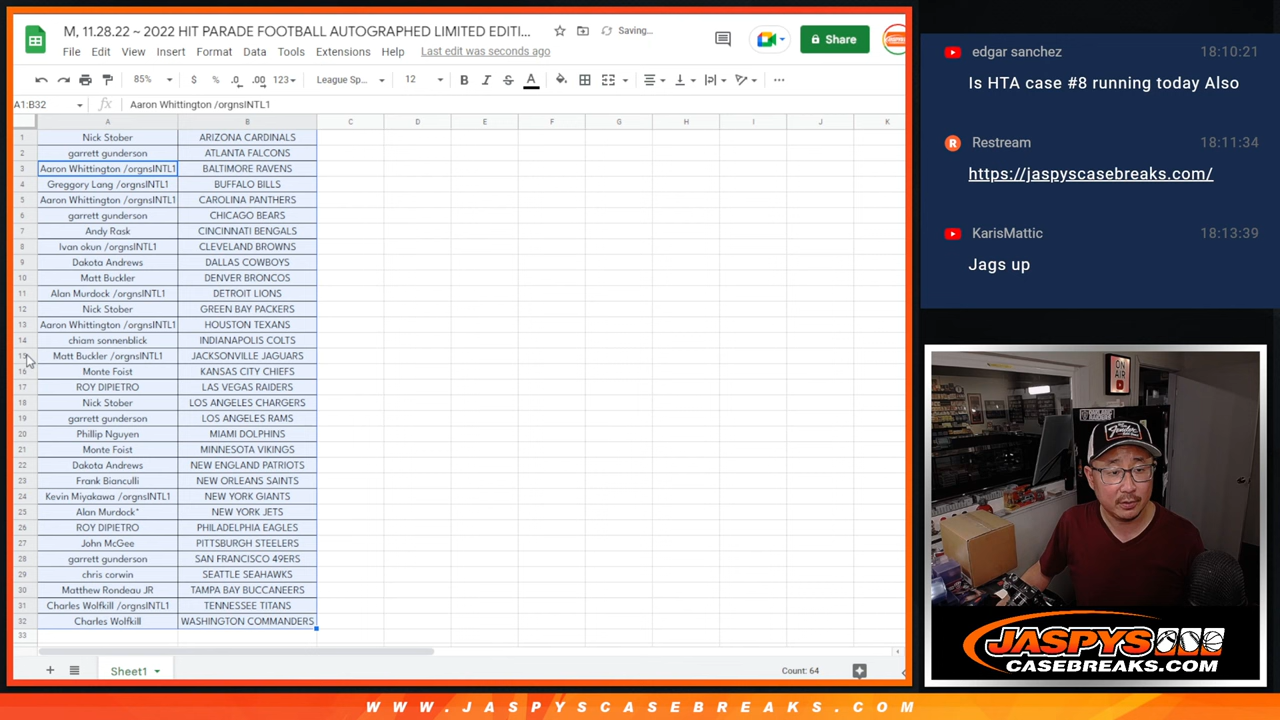 M, 11.28.22 ~ 2022 HIT PARADE FOOTBALL AUTOGRAPHED LIMITED EDITI...
Saving...
File Edit View Insert Format Data Tools Extensions Help Last edit was seconds ago
Share
85% $ % .0 .00 123 League Sp... 12 B I S A
A1:B32 fx Aaron Whittington /orgnsINTL1
A B C D E F G H I J K
1 Nick Stober ARIZONA CARDINALS
2 garrett gunderson ATLANTA FALCONS
3 Aaron Whittington /orgnsINTL1 BALTIMORE RAVENS
4 Greggory Lang /orgnsINTL1 BUFFALO BILLS
5 Aaron Whittington /orgnsINTL1 CAROLINA PANTHERS
6 garrett gunderson CHICAGO BEARS
7 Andy Rask CINCINNATI BENGALS
8 Ivan okun /orgnsINTL1 CLEVELAND BROWNS
9 Dakota Andrews DALLAS COWBOYS
10 Matt Buckler DENVER BRONCOS
11 Alan Murdock /orgnsINTL1 DETROIT LIONS
12 Nick Stober GREEN BAY PACKERS
13 Aaron Whittington /orgnsINTL1 HOUSTON TEXANS
14 chiam sonnenblick INDIANAPOLIS COLTS
15 Matt Buckler /orgnsINTL1 JACKSONVILLE JAGUARS
16 Monte Foist KANSAS CITY CHIEFS
17 ROY DIPIETRO LAS VEGAS RAIDERS
18 Nick Stober LOS ANGELES CHARGERS
19 garrett gunderson LOS ANGELES RAMS
20 Phillip Nguyen MIAMI DOLPHINS
21 Monte Foist MINNESOTA VIKINGS
22 Dakota Andrews NEW ENGLAND PATRIOTS
23 Frank Bianculli NEW ORLEANS SAINTS
24 Kevin Miyakawa /orgnsINTL1 NEW YORK GIANTS
25 Alan Murdock* NEW YORK JETS
26 ROY DIPIETRO PHILADELPHIA EAGLES
27 John McGee PITTSBURGH STEELERS
28 garrett gunderson SAN FRANCISCO 49ERS
29 chris corwin SEATTLE SEAHAWKS
30 Matthew Rondeau JR TAMPA BAY BUCCANEERS
31 Charles Wolfkill /orgnsINTL1 TENNESSEE TITANS
32 Charles Wolfkill WASHINGTON COMMANDERS
33
Sheet1
Count: 64
edgar sanchez 18:10:21
Is HTA case #8 running today Also
Restream 18:11:34
https://jaspyscasebreaks.com/
KarisMattic 18:13:39
Jags up
ON AIR
Fender
JASPYS
CASEBREAKS.COM
WWW.JASPYSCASEBREAKS.COM